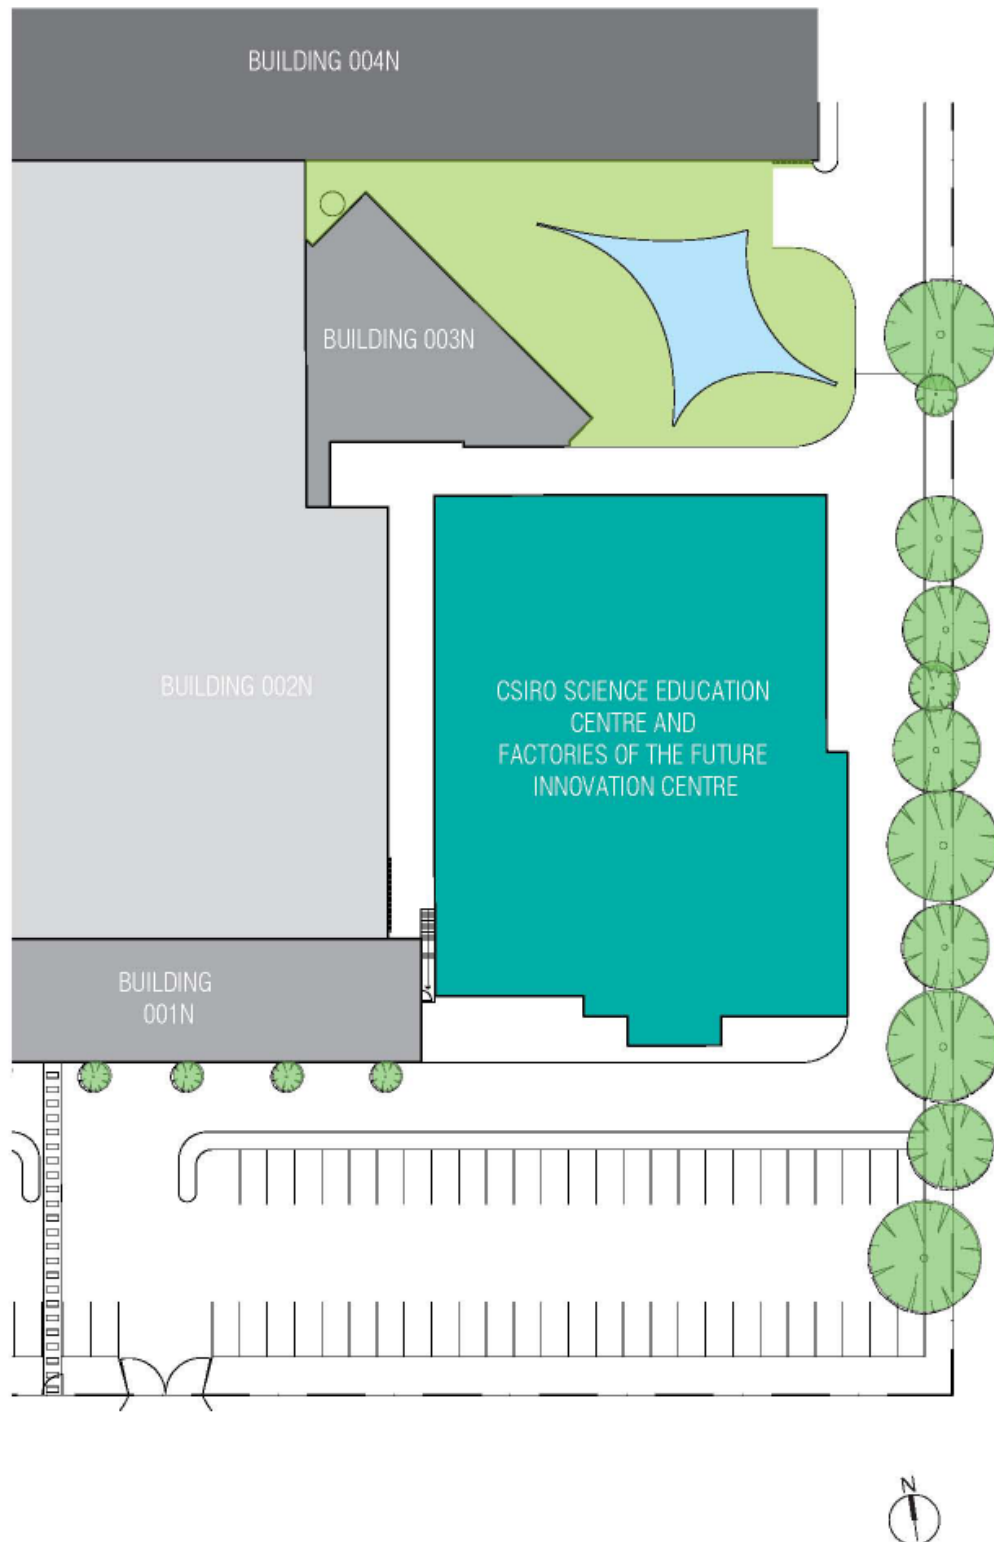 BUILDING 004N
BUILDING 003N
BUILDING 002N
CSIRO SCIENCE EDUCATION
CENTRE AND
FACTORIES OF THE FUTURE
INNOVATION CENTRE
BUILDING
001N
N